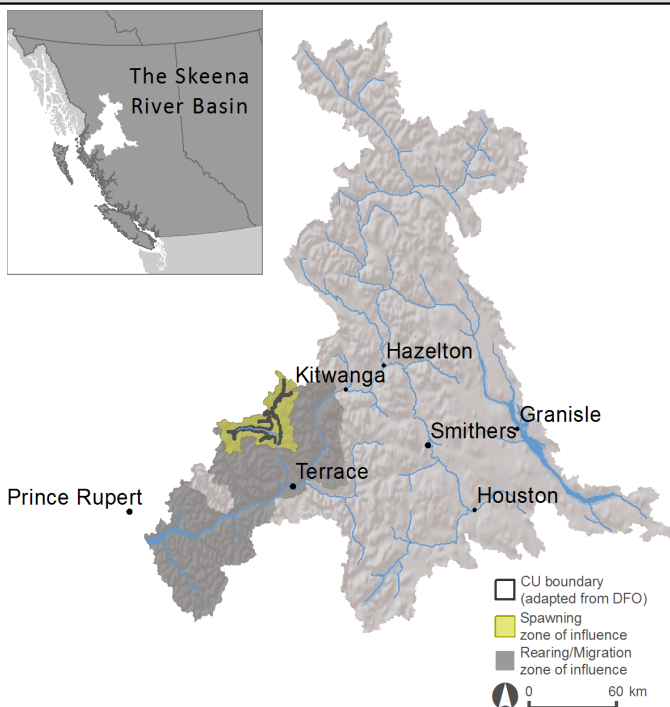 The Skeena
River Basin
Hazelton
Kitwanga
Granisle
Smithers
Terrace
Prince Rupert
Houston
CU boundary
(adapted from DFO)
Spawning
zone of influence
Rearing/Migration
zone of influence
0 60 km